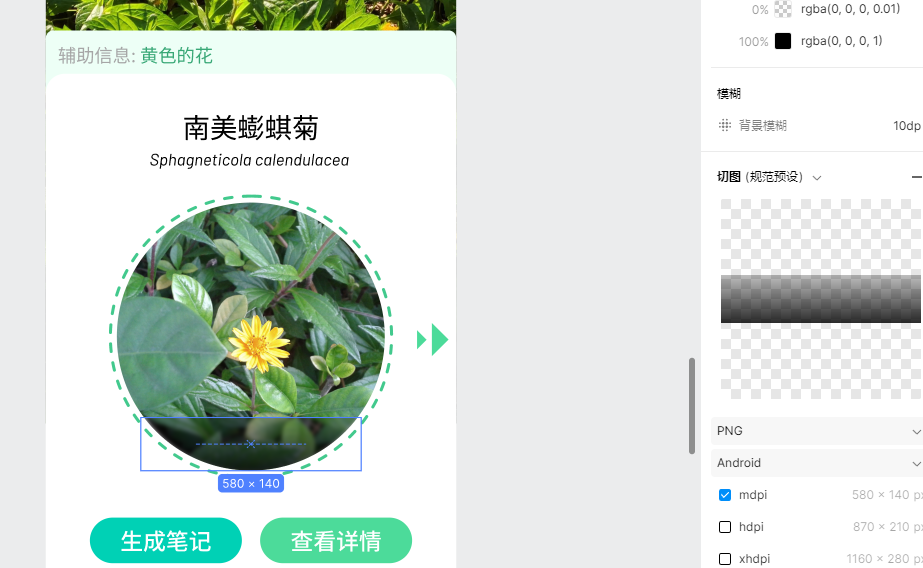 0% rgba(0, 0, 0, 0.01)
100% rgba(0, 0, 0, 1)
辅助信息: 黄色的花
模糊
背景模糊 10dp
南美蟛蜞菊
Sphagneticola calendulacea
切图 (规范预设)
PNG
Android
580 × 140
mdpi 580 × 140 px
hdpi 870 × 210 px
生成笔记 查看详情
xhdpi 1160 × 280 px